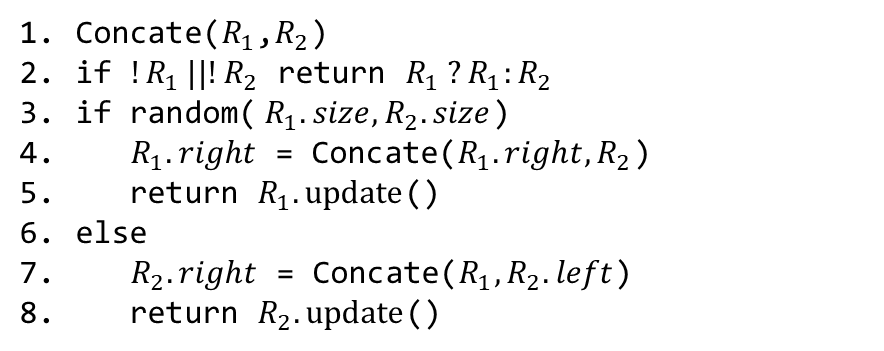 1. Concate(R₁,R₂)
2. if !R₁||!R₂ return R₁?R₁:R₂
3. if random( R₁.size,R₂.size)
4. R₁.right = Concate(R₁.right,R₂)
5. return R₁.update()
6. else
7. R₂.right = Concate(R₁,R₂.left)
8. return R₂.update()